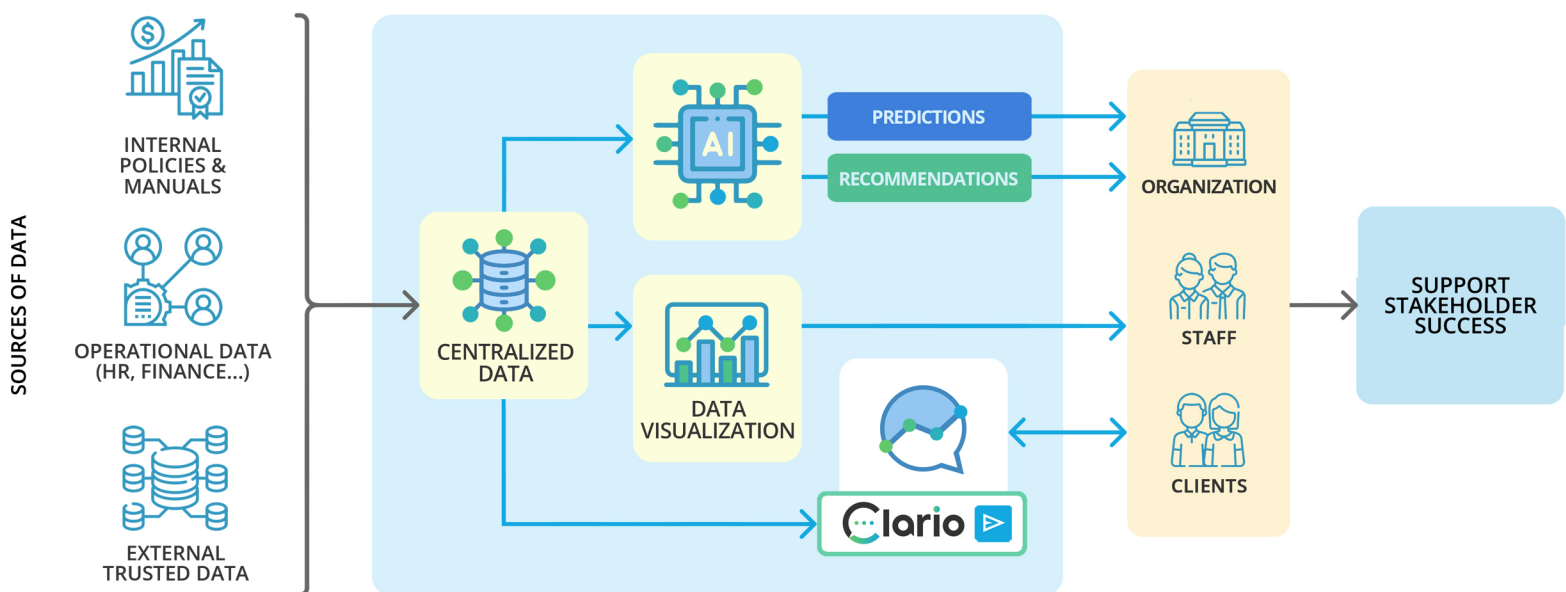 SOURCES OF DATA
$
INTERNAL
POLICIES &
MANUALS
OPERATIONAL DATA
(HR, FINANCE...)
EXTERNAL
TRUSTED DATA
CENTRALIZED
DATA
AI
DATA
VISUALIZATION
PREDICTIONS
RECOMMENDATIONS
Clario
ORGANIZATION
STAFF
CLIENTS
SUPPORT
STAKEHOLDER
SUCCESS